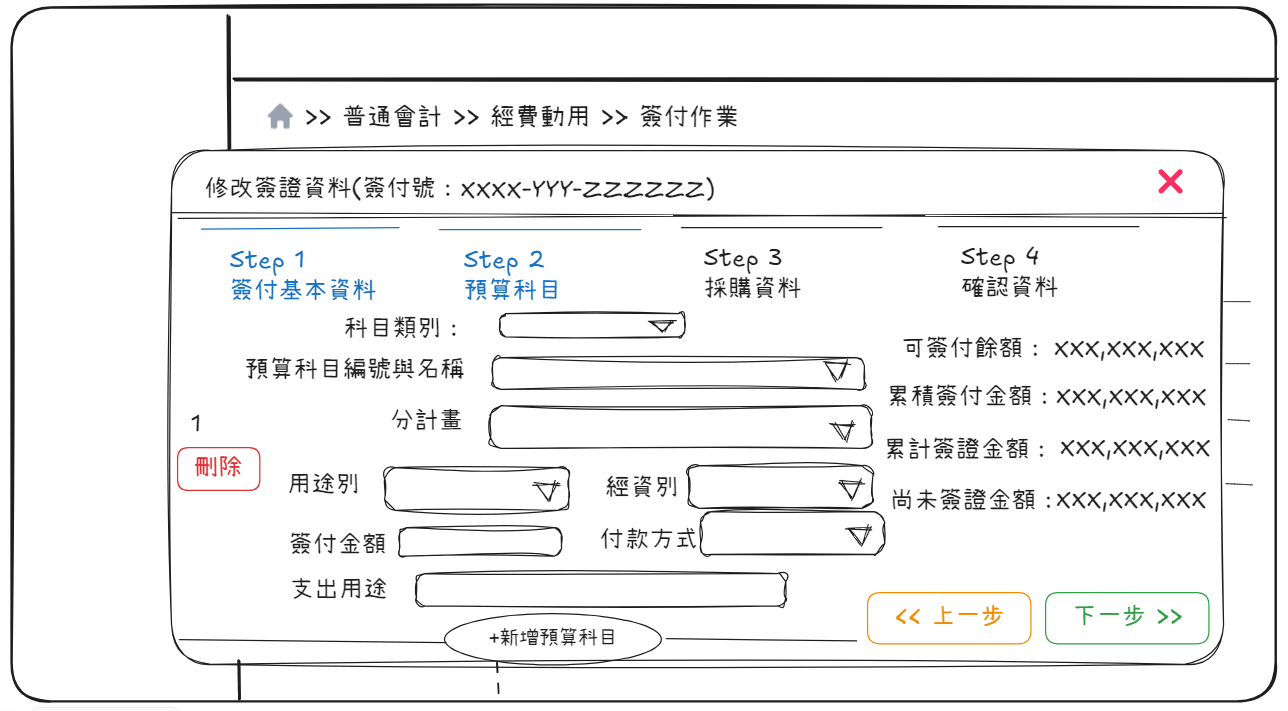 >> 普通會計 >> 經費動用 >> 簽付作業
修改簽證資料(簽付號：XXXX-YYY-ZZZZZZ)
Step 1
簽付基本資料
Step 2
預算科目
Step 3
採購資料
Step 4
確認資料
科目類別：
預算科目編號與名稱
分計畫
1
刪除
用途別
經資別
簽付金額
付款方式
支出用途
可簽付餘額： XXX,XXX,XXX
累積簽付金額：XXX,XXX,XXX
累計簽證金額： XXX,XXX,XXX
尚未簽證金額：XXX,XXX,XXX
<< 上一步
下一步 >>
+新增預算科目